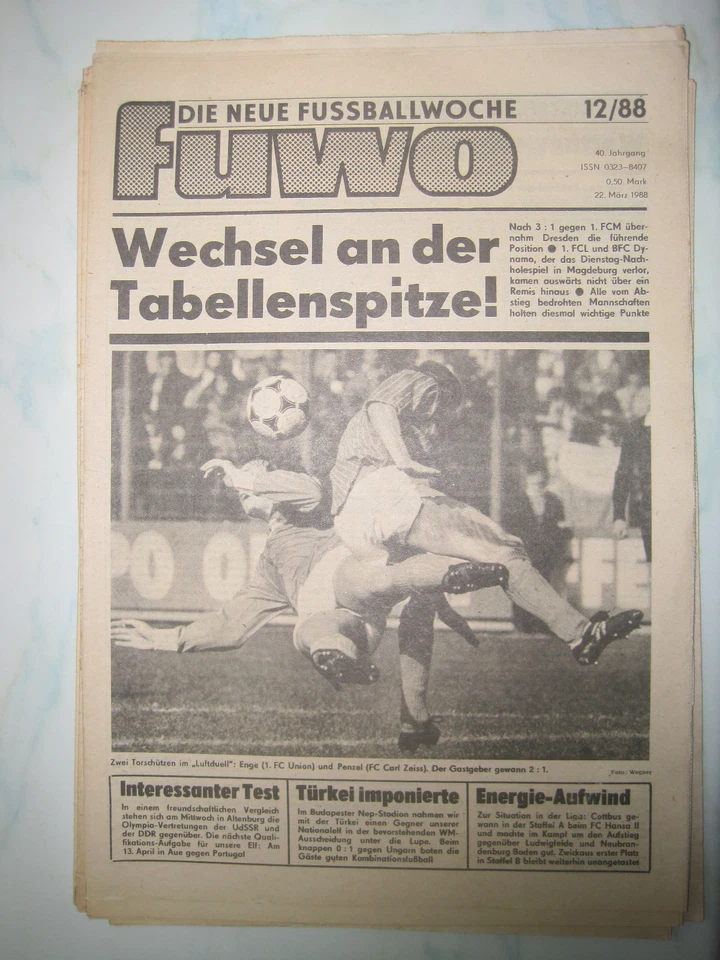 DIE NEUE FUSSBALLWOCHE 12/88
fuwo
40. Jahrgang
ISSN 0323–8407
0,50 Mark
22. März 1988
Wechsel an der
Tabellenspitze!
Nach 3 : 1 gegen 1. FCM über-
nahm Dresden die führende
Position ● 1. FCL und BFC Dy-
namo, der das Dienstag-Nach-
holespiel in Magdeburg verlor,
kamen auswärts nicht über ein
Remis hinaus ● Alle vom Ab-
stieg bedrohten Mannschaften
holten diesmal wichtige Punkte
PO
FFE
Zwei Torschützen im „Luftduell“: Enge (1. FC Union) und Penzel (FC Carl Zeiss). Der Gastgeber gewann 2 : 1.
Foto:
Interessanter Test
In einem freundschaftlichen Vergleich
stehen sich am Mittwoch in Altenburg die
Olympia-Vertretungen der UdSSR und
der DDR gegenüber. Die nächste Quali-
fikations-Aufgabe für unsere Elf: Am
13. April in Aue gegen Portugal
Türkei imponierte
Im Budapester Nep-Stadion nahmen wir
mit der Türkei einen Gegner unserer
Nationalelf in der bevorstehenden WM-
Ausscheidung unter die Lupe. Beim
knappen 0 : 1 gegen Ungarn boten die
Gäste guten Kombinationsfußball
Energie-Aufwind
Zur Situation in der Liga: Cottbus ge-
wann in der Staffel A beim FC Hansa II
und machte im Kampf um den Aufstieg
gegenüber Ludwigsfelde und Neubran-
denburg Boden gut. Zwickaus erster Platz
in Staffel B bleibt weiterhin unangetastet